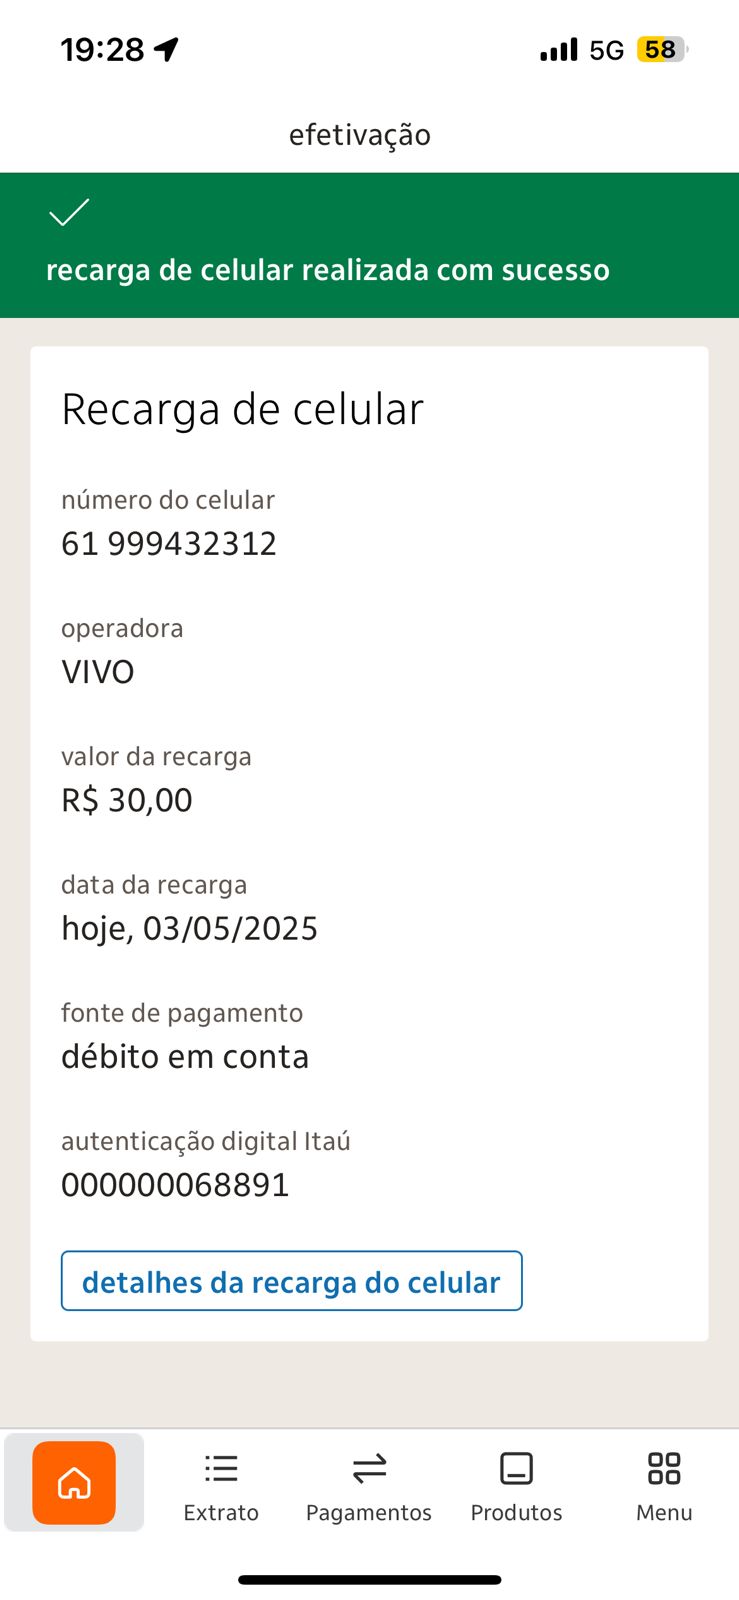 19:28
5G 58
efetivação
recarga de celular realizada com sucesso
Recarga de celular
número do celular
61 999432312
operadora
VIVO
valor da recarga
R$ 30,00
data da recarga
hoje, 03/05/2025
fonte de pagamento
débito em conta
autenticação digital Itaú
000000068891
detalhes da recarga do celular
Extrato
Pagamentos
Produtos
Menu